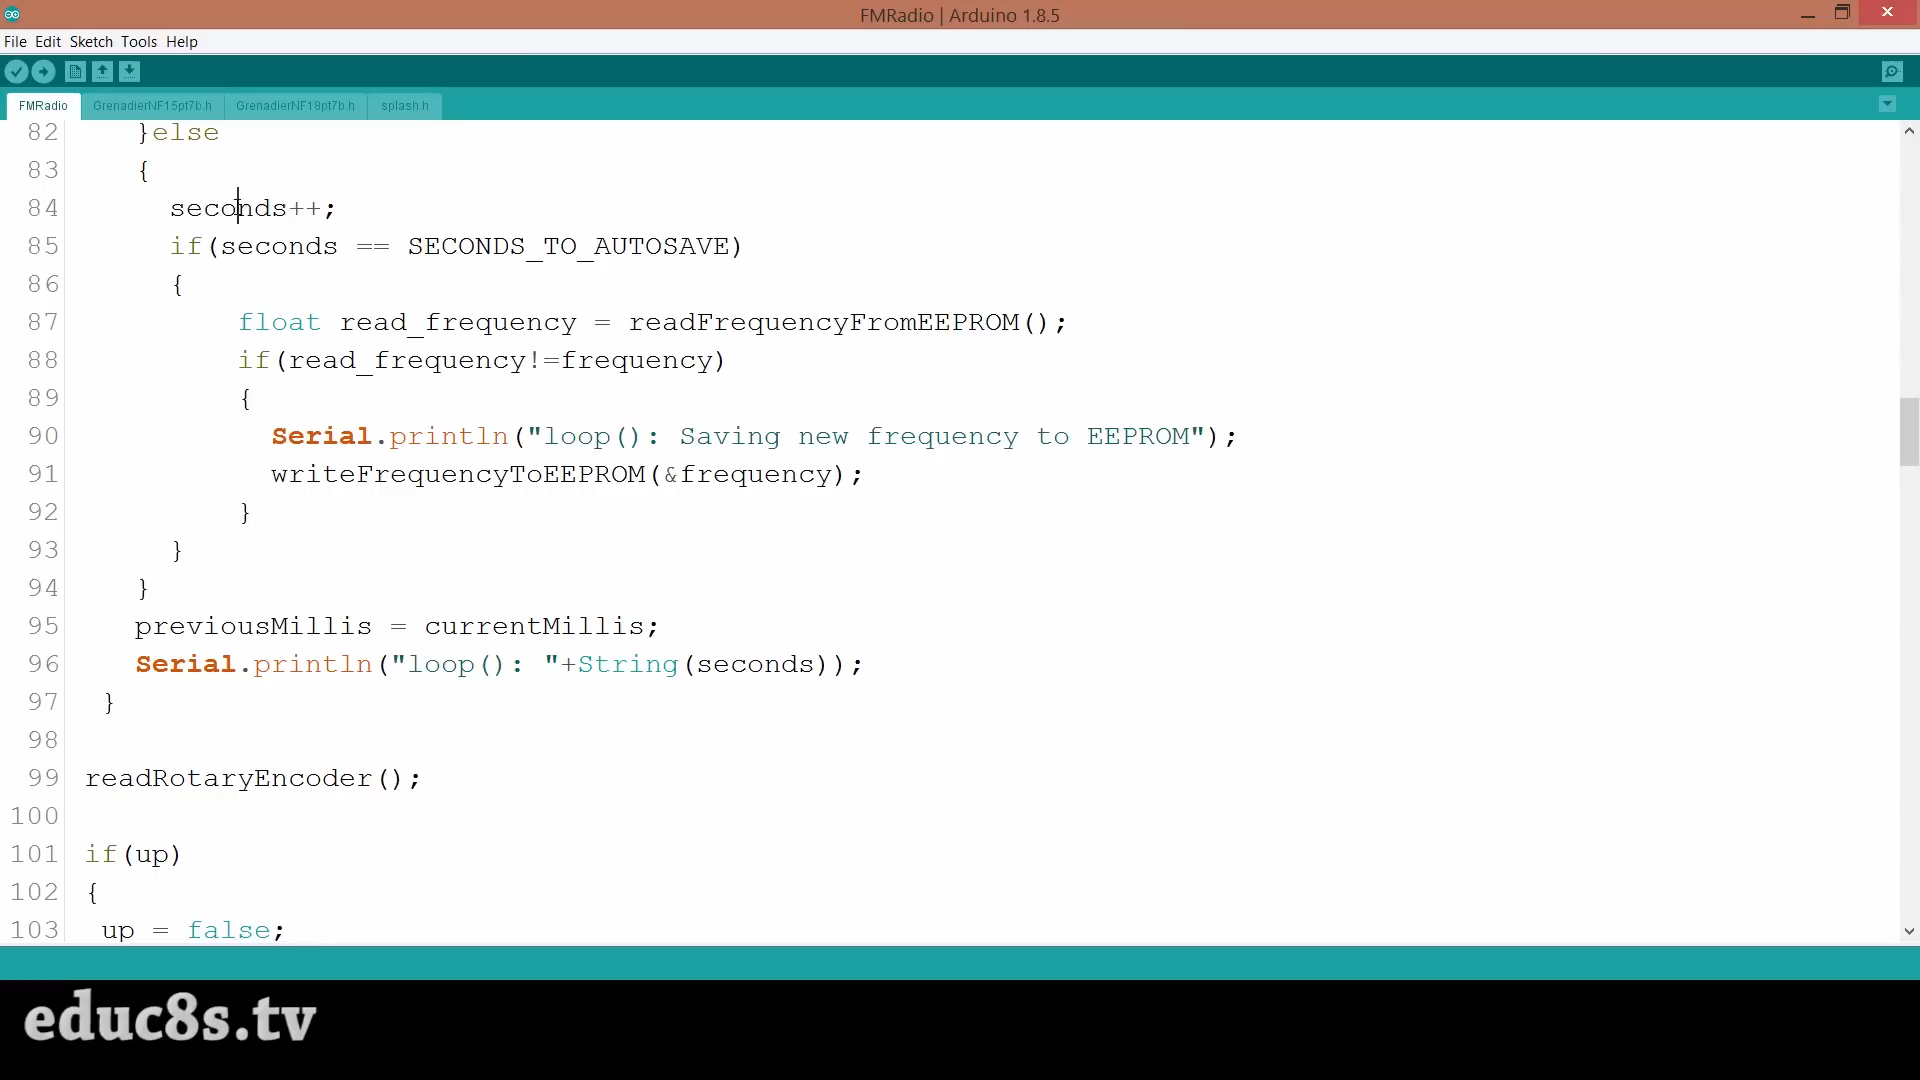 FMRadio | Arduino 1.8.5
File Edit Sketch Tools Help
FMRadio GrenadierNF15pt7b.h GrenadierNF18pt7b.h splash.h
82 }else
83 {
84 seconds++;
85 if(seconds == SECONDS_TO_AUTOSAVE)
86 {
87 float read_frequency = readFrequencyFromEEPROM();
88 if(read_frequency!=frequency)
89 {
90 Serial.println("loop(): Saving new frequency to EEPROM");
91 writeFrequencyToEEPROM(&frequency);
92 }
93 }
94 }
95 previousMillis = currentMillis;
96 Serial.println("loop(): "+String(seconds));
97 }
98
99 readRotaryEncoder();
100
101 if(up)
102 {
103 up = false;
educ8s.tv